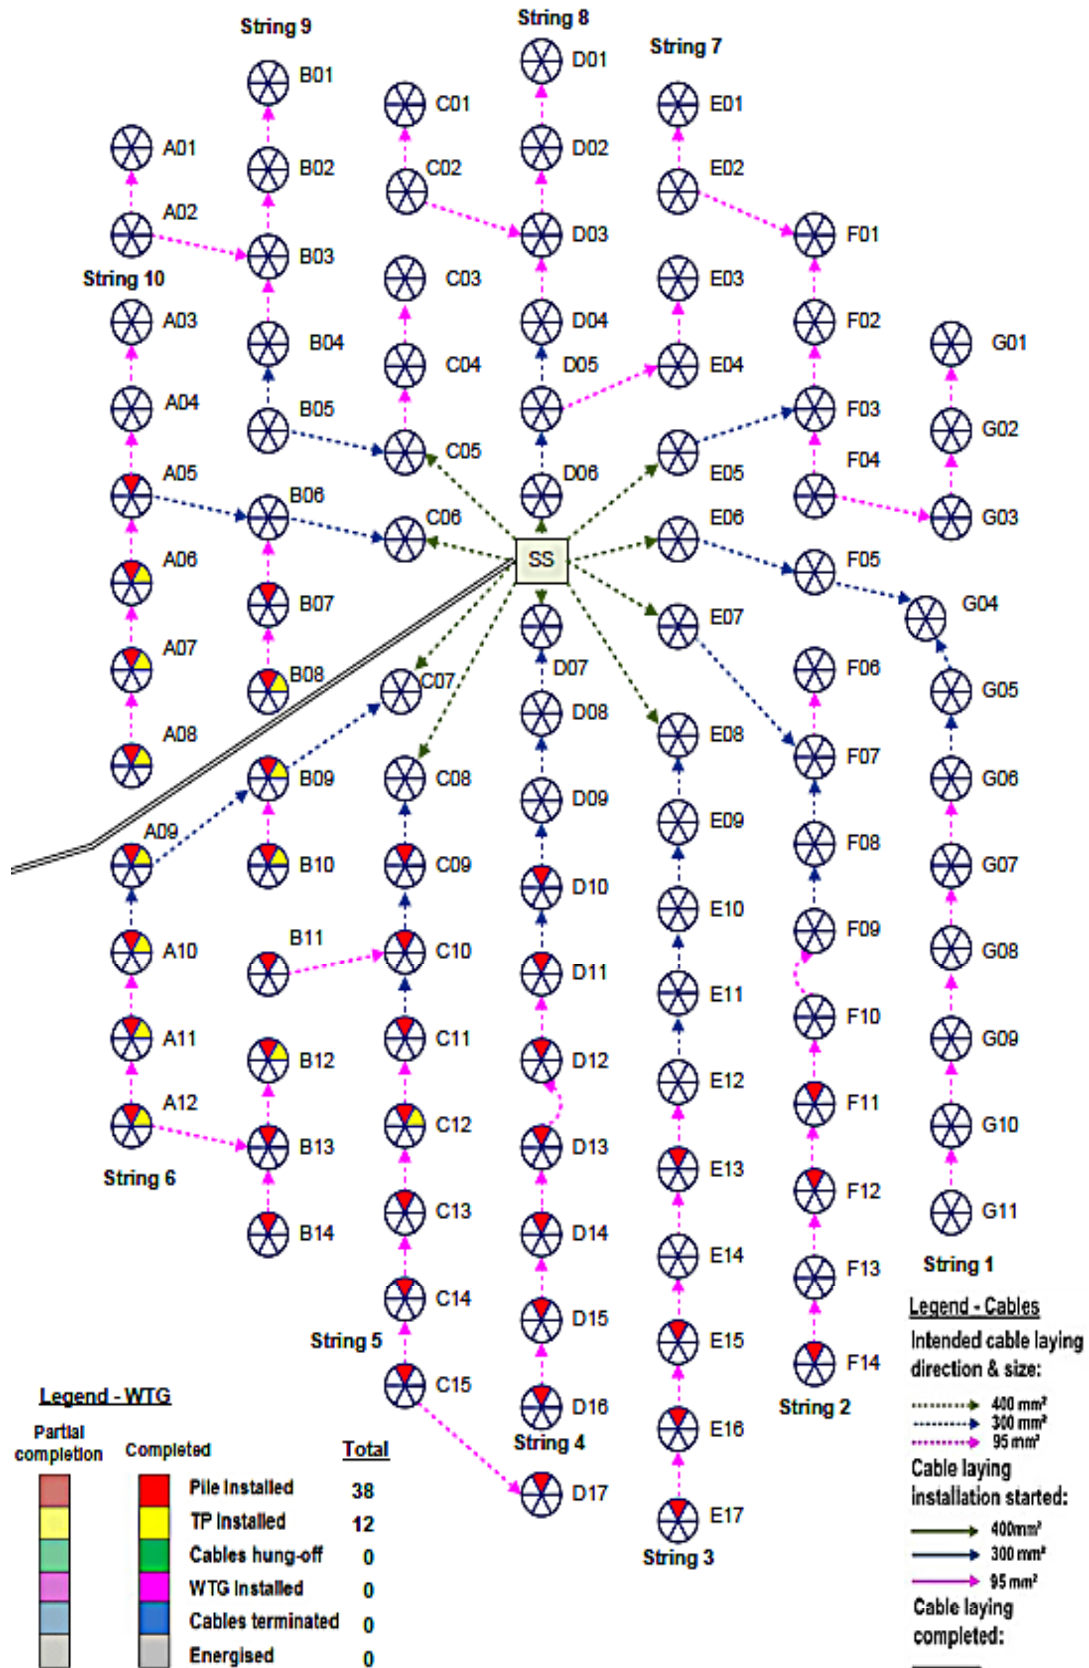 String 8
String 9
String 7
D01
B01
C01
E01
A01
D02
B02
C02
E02
A02
D03
F01
B03
String 10
C03
E03
A03
D04
F02
B04
G01
D05
C04
E04
A04
B05
F03
G02
C05
E05
F04
A05
D06
B06
G03
C06
E06
A06
SS
F05
B07
E07
G04
A07
D07
F06
B08
C07
G05
D08
A08
E08
F07
B09
C08
G06
D09
A09
E09
F08
B10
C09
G07
D10
E10
F09
B11
A10
C10
G08
D11
E11
F10
A11
C11
G09
B12
D12
E12
A12
F11
C12
G10
B13
D13
E13
String 6
F12
C13
G11
B14
D14
E14
F13
String 1
C14
D15
Legend - Cables
String 5
E15
Intended cable laying
direction & size:
F14
C15
Legend - WTG
D16
String 2
400 mm²
300 mm²
95 mm²
E16
String 4
Partial
completion
Completed
Total
Cable laying
installation started:
Pile Installed 38
D17
E17
TP Installed 12
400mm²
Cables hung-off 0
300 mm²
String 3
WTG Installed 0
95 mm²
Cables terminated 0
Cable laying
completed:
Energised 0